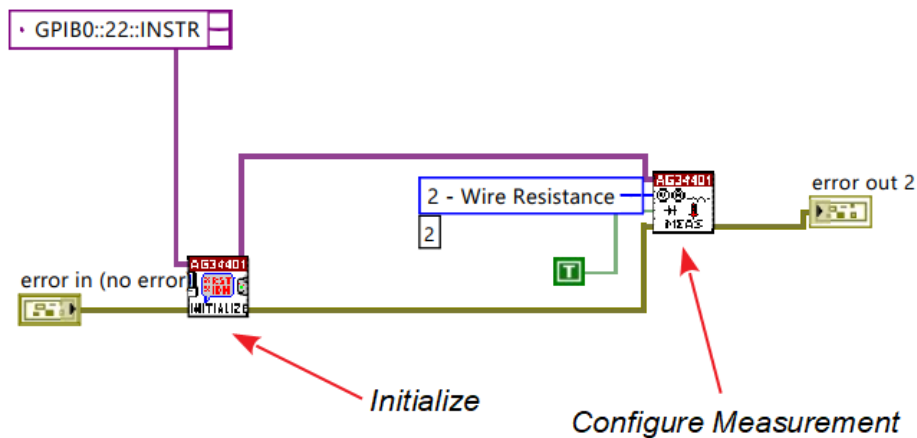 GPIB0::22::INSTR
AG34401
2 - Wire Resistance
2
MEAS
error out 2
T
AG34401
error in (no error
INITIALIZE
Initialize
Configure Measurement